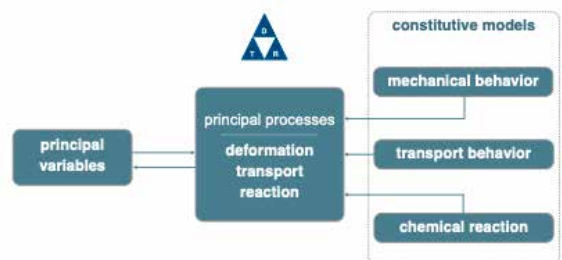 D
T R
constitutive models
mechanical behavior
principal processes
deformation
transport
reaction
principal
variables
transport behavior
chemical reaction